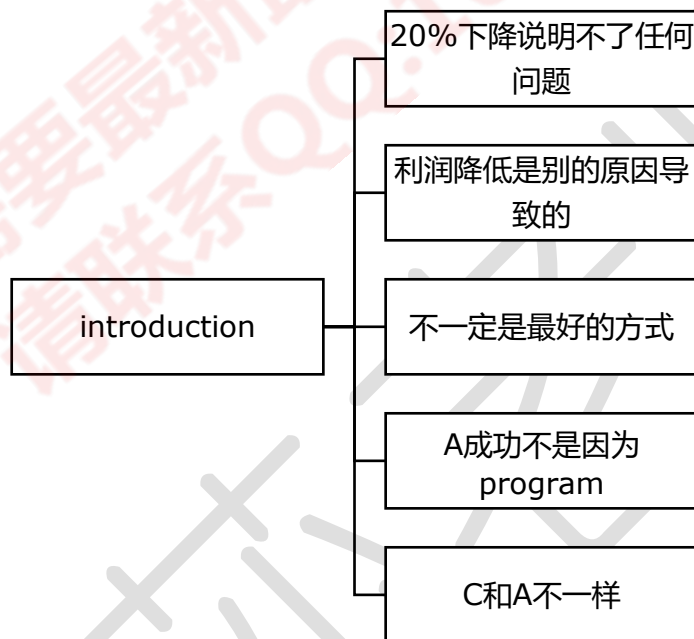 20%下降说明不了任何
问题
利润降低是别的原因导
致的
introduction
不一定是最好的方式
A成功不是因为
program
C和A不一样